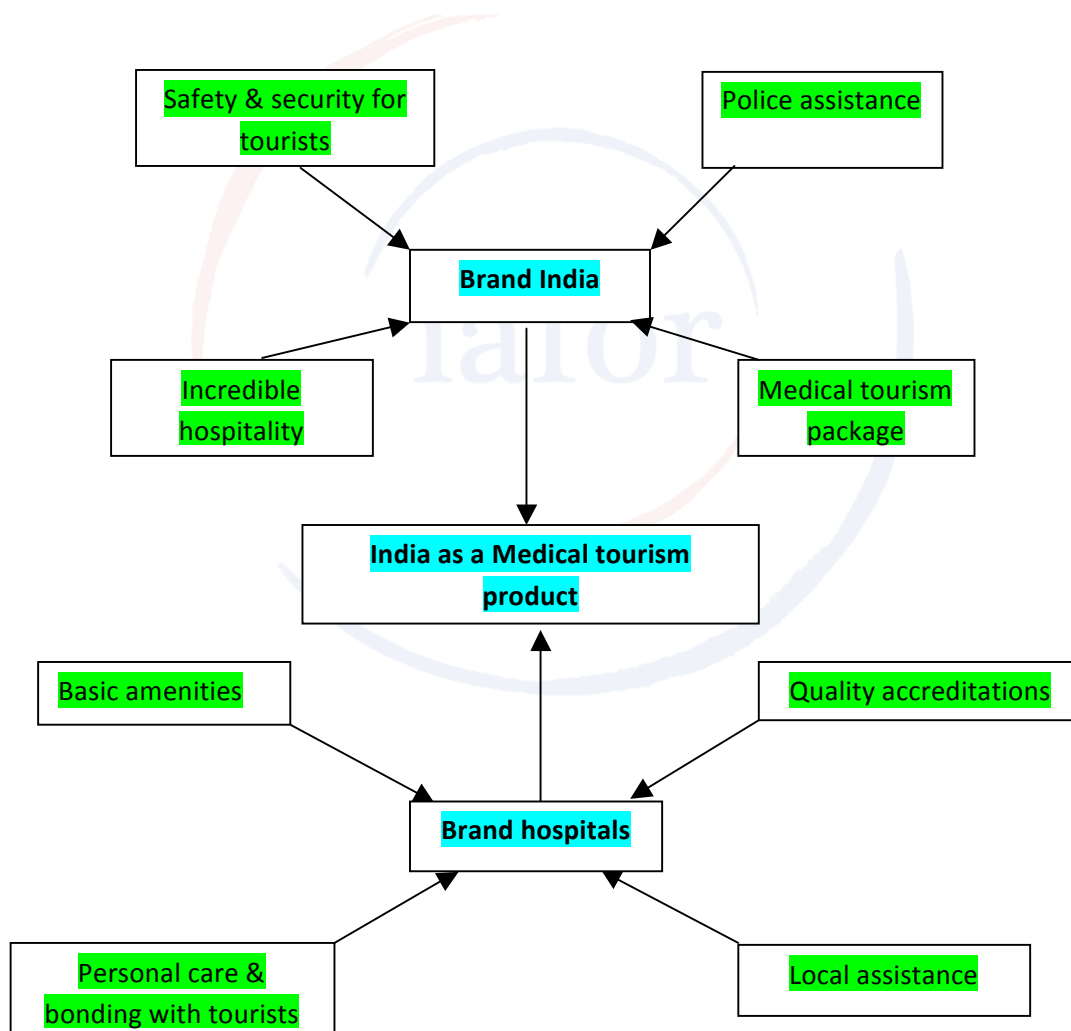 Safety & security for
tourists
Police assistance
Brand India
iafor
Incredible
hospitality
Medical tourism
package
India as a Medical tourism
product
Basic amenities
Quality accreditations
Brand hospitals
Personal care &
bonding with tourists
Local assistance